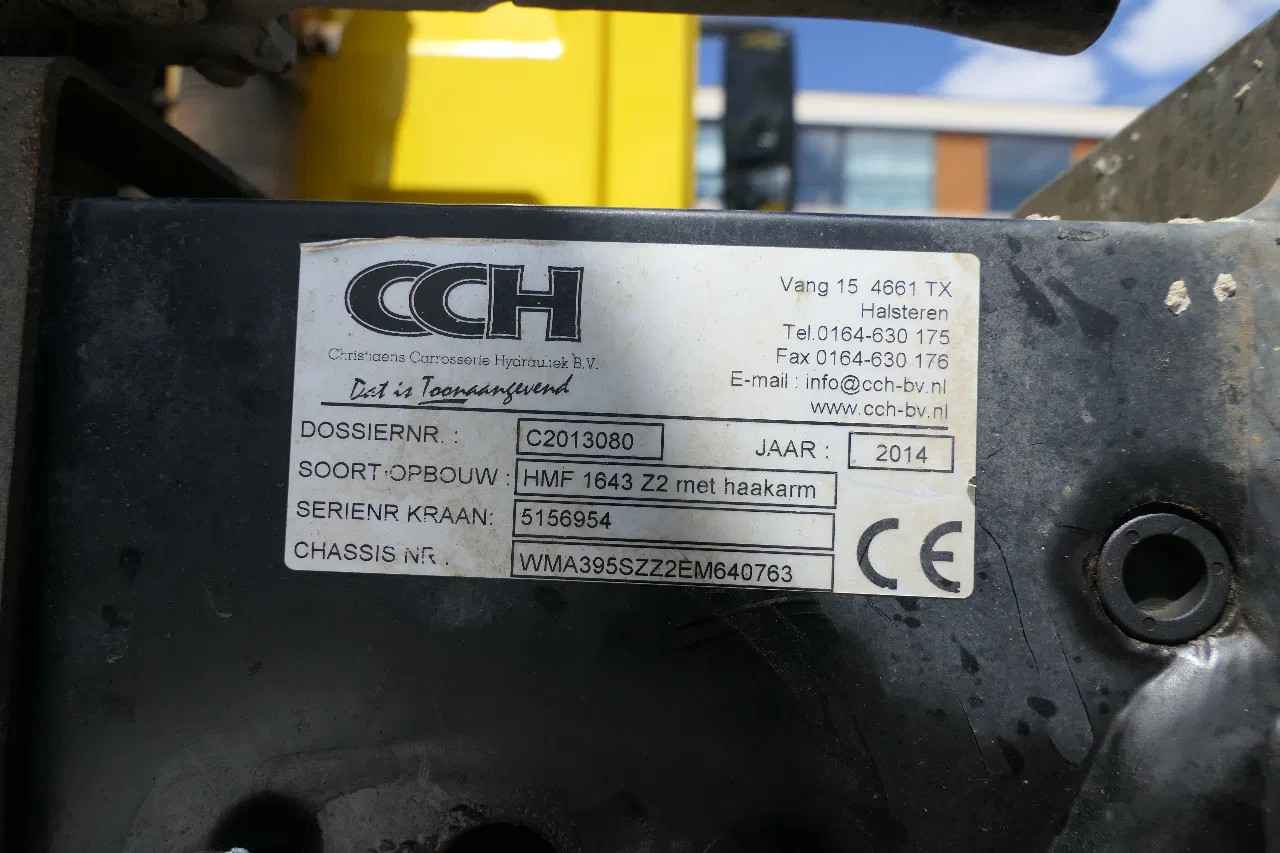 CCH
Christiaens Carrosserie Hydrauliek B.V.
Dat is Toonaangevend
Vang 15 4661 TX
Halsteren
Tel.0164-630 175
Fax 0164-630 176
E-mail : info@cch-bv.nl
www.cch-bv.nl
DOSSIERNR. : C2013080 JAAR : 2014
SOORT OPBOUW : HMF 1643 Z2 met haakarm
SERIENR KRAAN: 5156954
CHASSIS NR. WMA395SZZ2EM640763
CE